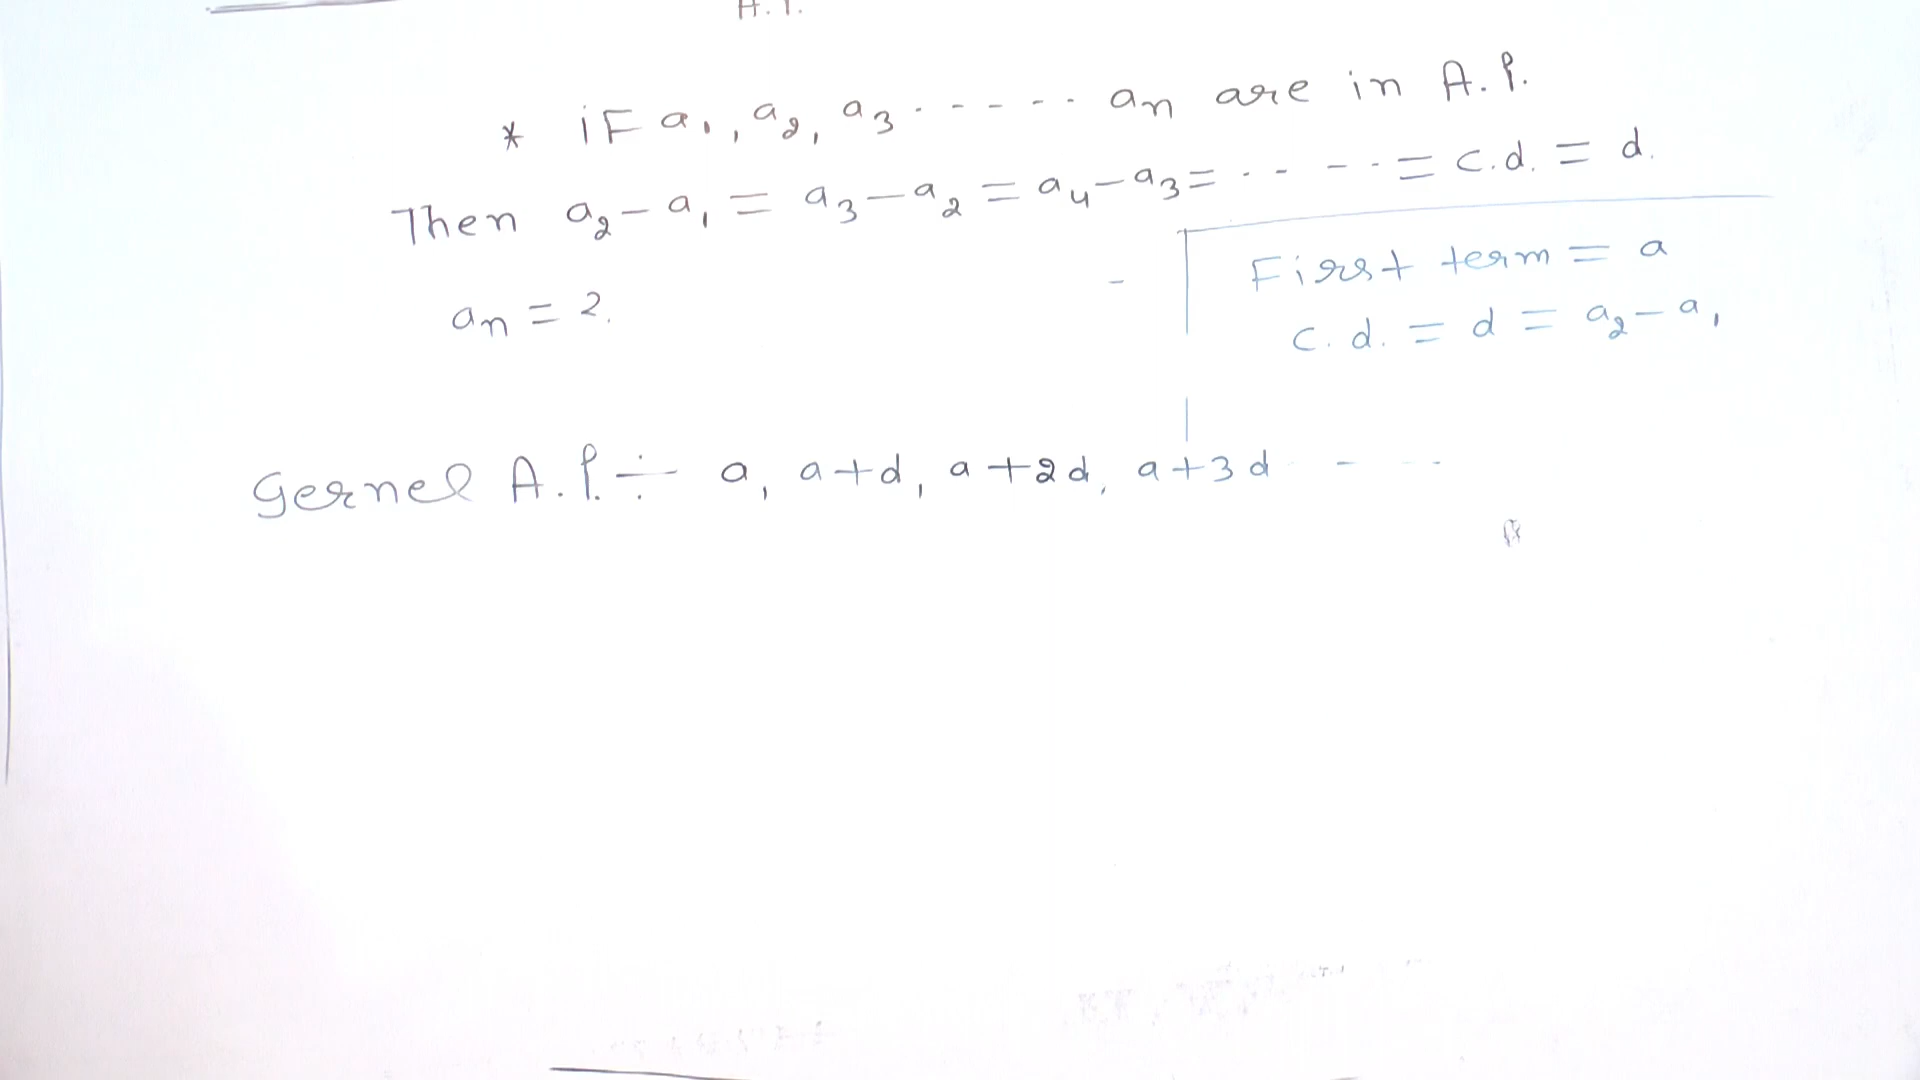 A.P.
* iF a1, a2, a3 ------ an are in A.P.
Then a2-a1 = a3-a2 = a4-a3= ------ = c.d. = d.
First term = a
an = 2.
c.d. = d = a2-a1
Gernel A.P.÷ a, a+d, a+2d, a+3d - --